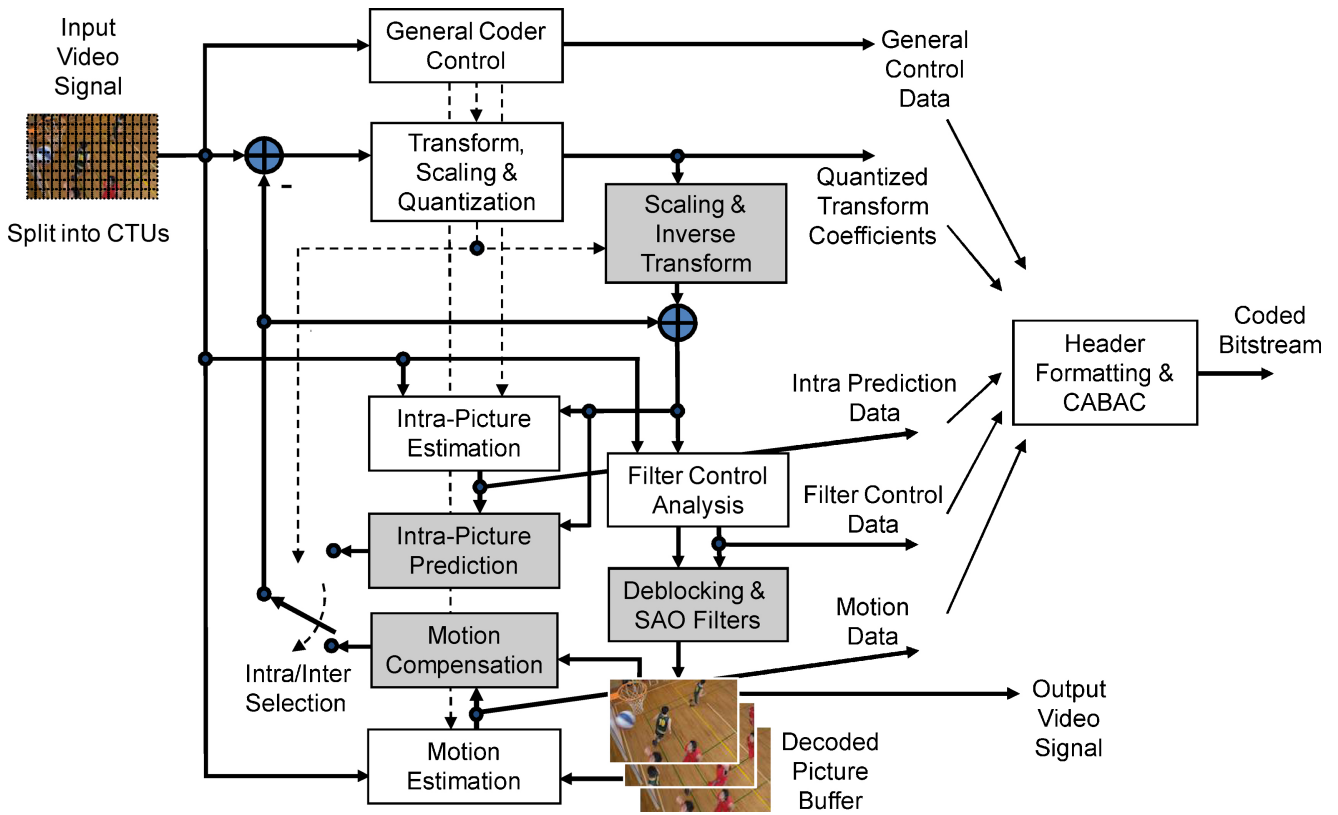 Input
Video
Signal
Split into CTUs
General Coder
Control
Transform,
Scaling &
Quantization
-
Scaling &
Inverse
Transform
General
Control
Data
Quantized
Transform
Coefficients
Header
Formatting &
CABAC
Coded
Bitstream
Intra-Picture
Estimation
Intra Prediction
Data
Filter Control
Analysis
Filter Control
Data
Intra-Picture
Prediction
Deblocking &
SAO Filters
Motion
Compensation
Motion
Data
Intra/Inter
Selection
Motion
Estimation
Decoded
Picture
Buffer
Output
Video
Signal